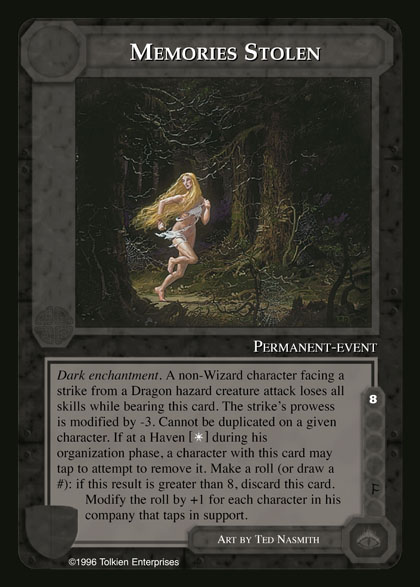 MEMORIES STOLEN
PERMANENT-EVENT
Dark enchantment. A non-Wizard character facing a
strike from a Dragon hazard creature attack loses all
skills while bearing this card. The strike's prowess
is modified by -3. Cannot be duplicated on a given
character. If at a Haven [*] during his
organization phase, a character with this card may
tap to attempt to remove it. Make a roll (or draw a
#): if this result is greater than 8, discard this card.
Modify the roll by +1 for each character in his
company that taps in support.
8
F
ART BY TED NASMITH
©1996 Tolkien Enterprises